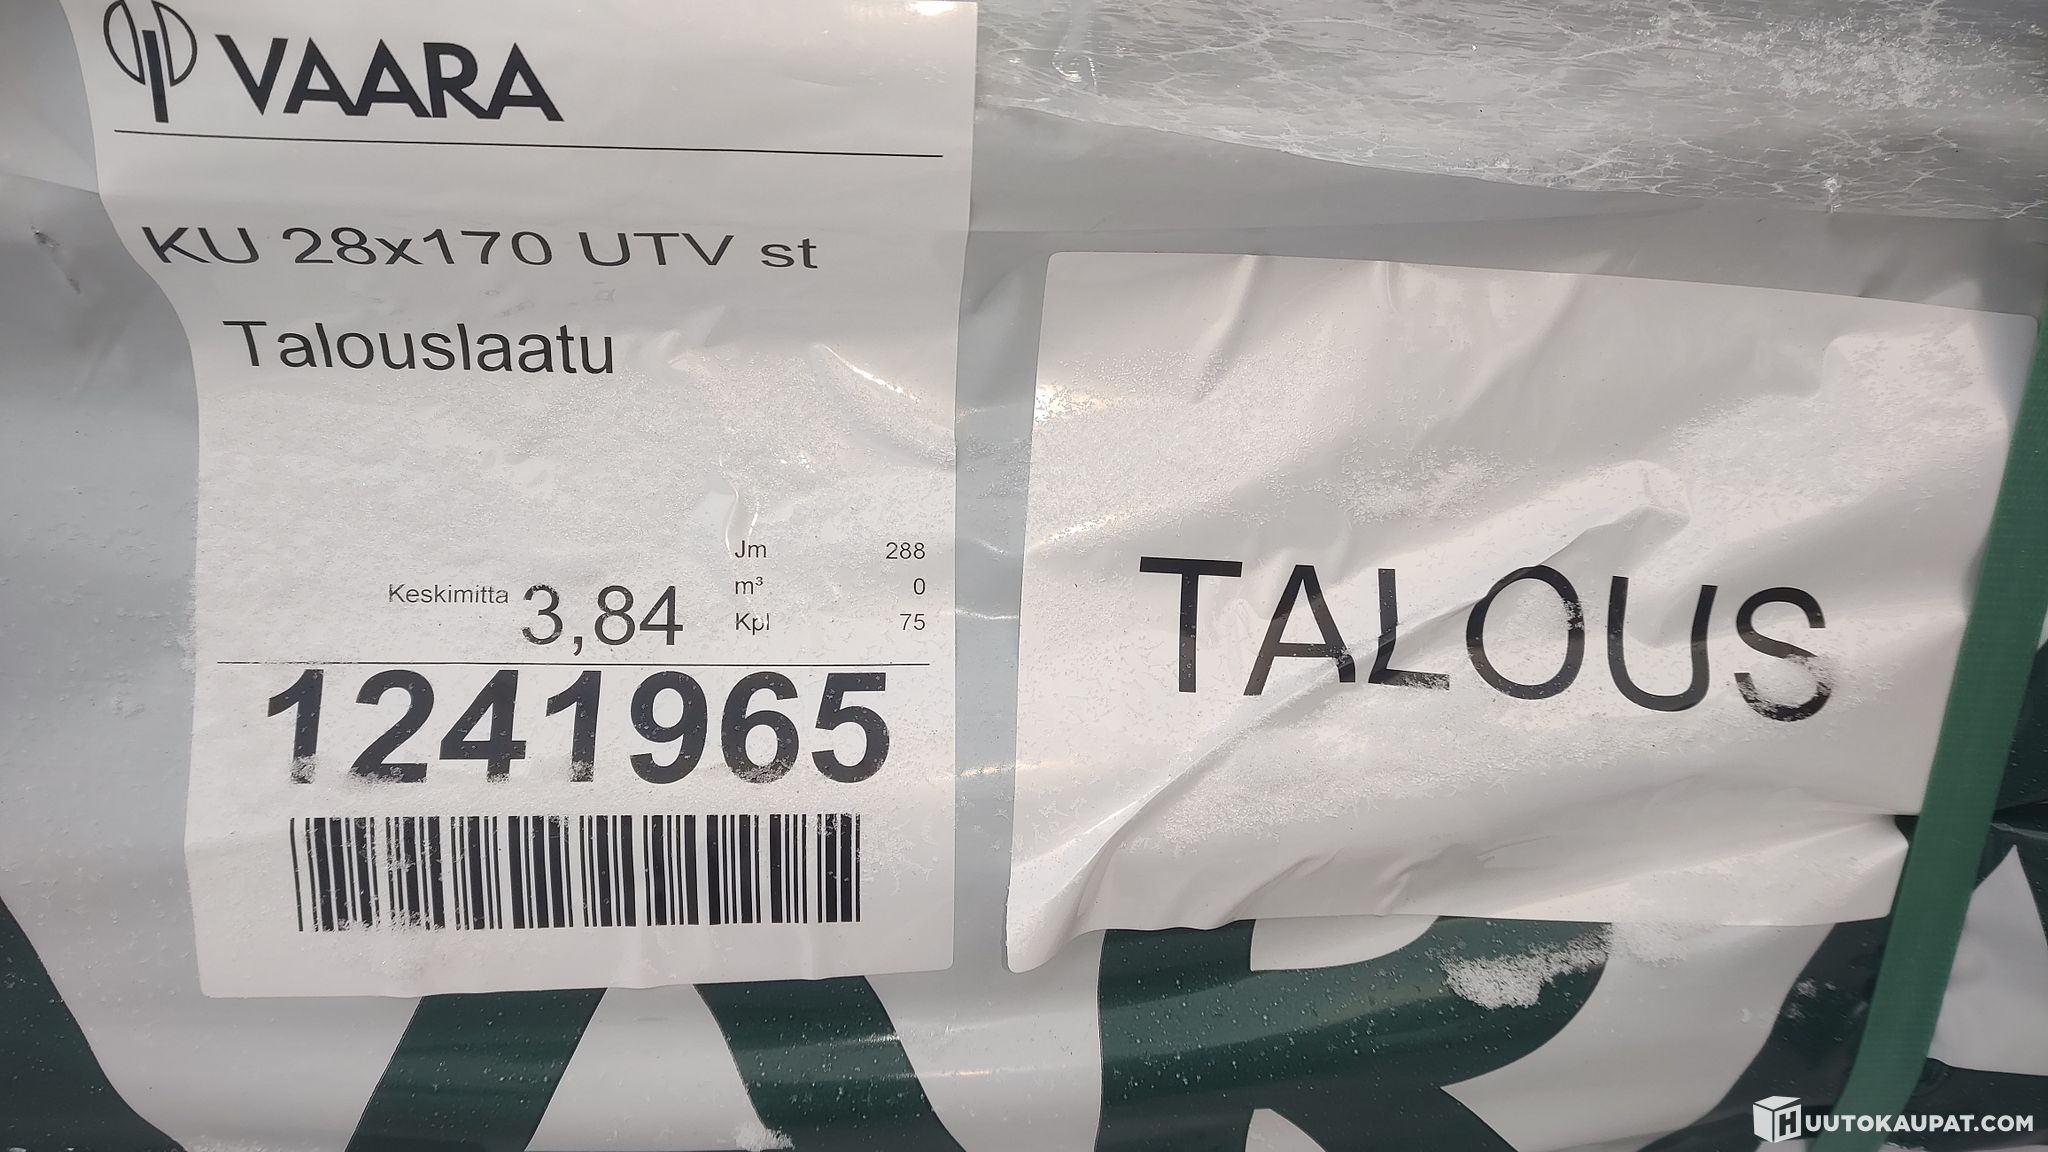 VAARA
KU 28x170 UTV st
Talouslaatu
Jm 288
m³ 0
Keskimitta 3,84
Kpl 75
1241965
TALOUS
HUUTOKAUPAT.COM